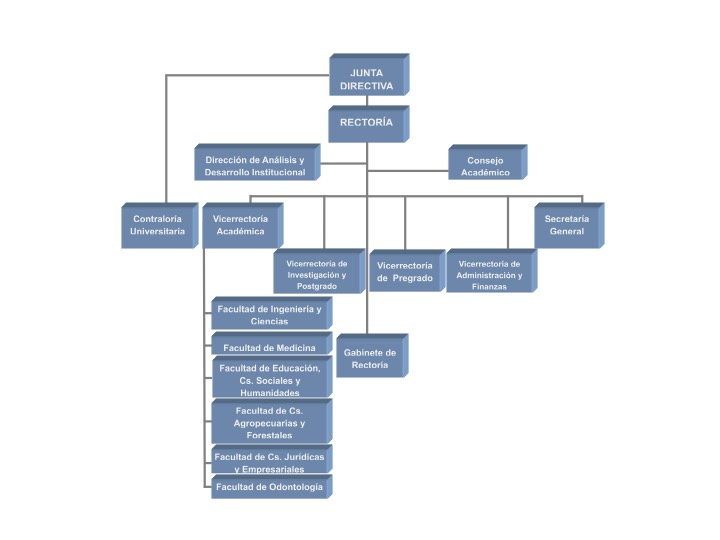 JUNTA
DIRECTIVA
RECTORÍA
Dirección de Análisis y
Desarrollo Institucional
Consejo
Académico
Contraloría
Universitaria
Vicerrectoría
Académica
Secretaría
General
Vicerrectoría de
Investigación y
Postgrado
Vicerrectoría
de Pregrado
Vicerrectoría de
Administración y
Finanzas
Facultad de Ingeniería y
Ciencias
Facultad de Medicina
Gabinete de
Rectoría
Facultad de Educación,
Cs. Sociales y
Humanidades
Facultad de Cs.
Agropecuarias y
Forestales
Facultad de Cs. Jurídicas
y Empresariales
Facultad de Odontología